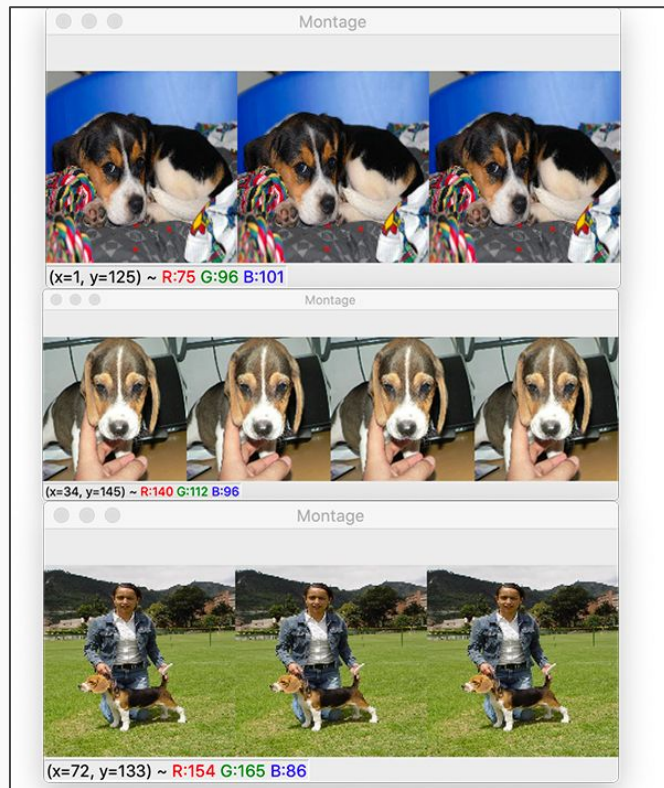 Montage
(x=1, y=125) ~ R:75 G:96 B:101
Montage
(x=34, y=145) ~ R:140 G:112 B:96
Montage
(x=72, y=133) ~ R:154 G:165 B:86